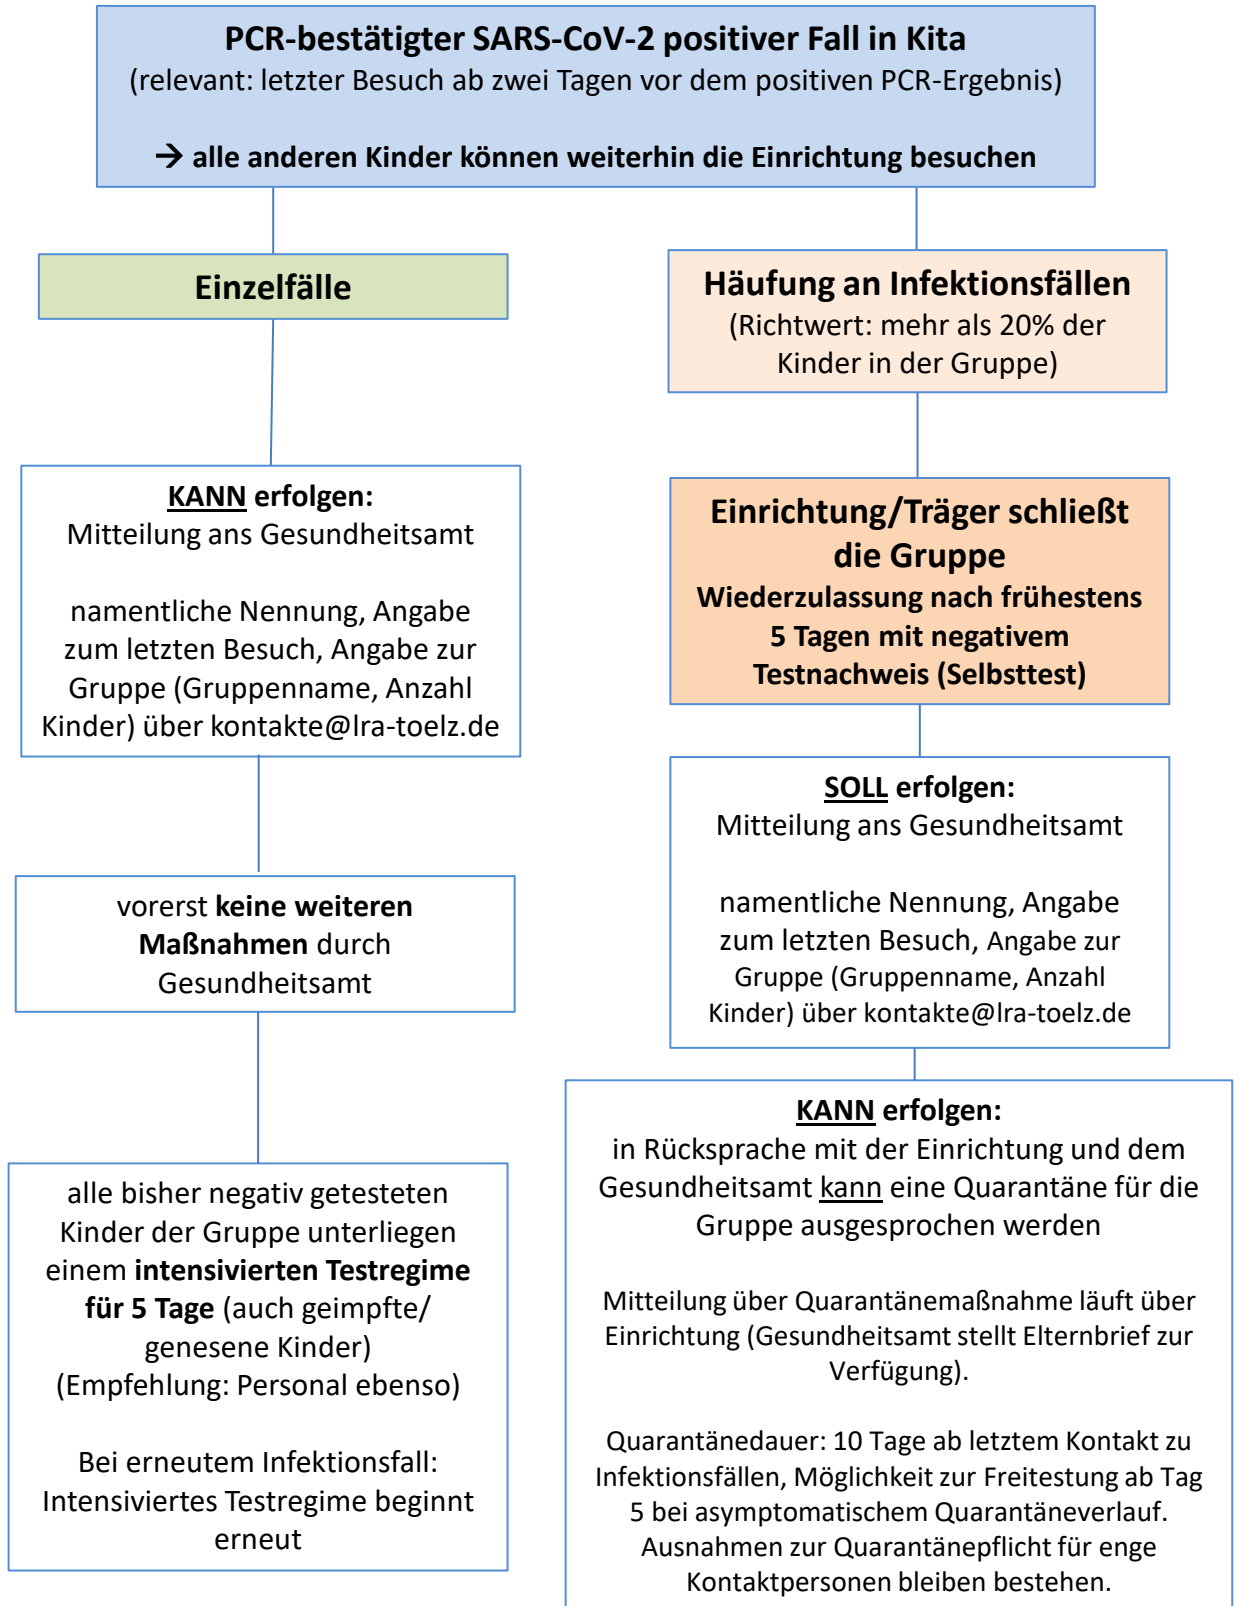 PCR-bestätigter SARS-CoV-2 positiver Fall in Kita
(relevant: letzter Besuch ab zwei Tagen vor dem positiven PCR-Ergebnis)
→ alle anderen Kinder können weiterhin die Einrichtung besuchen
Einzelfälle
KANN erfolgen:
Mitteilung ans Gesundheitsamt
namentliche Nennung, Angabe
zum letzten Besuch, Angabe zur
Gruppe (Gruppenname, Anzahl
Kinder) über kontakte@lra-toelz.de
vorerst keine weiteren
Maßnahmen durch
Gesundheitsamt
alle bisher negativ getesteten
Kinder der Gruppe unterliegen
einem intensivierten Testregime
für 5 Tage (auch geimpfte/
genesene Kinder)
(Empfehlung: Personal ebenso)
Bei erneutem Infektionsfall:
Intensiviertes Testregime beginnt
erneut
Häufung an Infektionsfällen
(Richtwert: mehr als 20% der
Kinder in der Gruppe)
Einrichtung/Träger schließt
die Gruppe
Wiederzulassung nach frühestens
5 Tagen mit negativem
Testnachweis (Selbsttest)
SOLL erfolgen:
Mitteilung ans Gesundheitsamt
namentliche Nennung, Angabe
zum letzten Besuch, Angabe zur
Gruppe (Gruppenname, Anzahl
Kinder) über kontakte@lra-toelz.de
KANN erfolgen:
in Rücksprache mit der Einrichtung und dem
Gesundheitsamt kann eine Quarantäne für die
Gruppe ausgesprochen werden
Mitteilung über Quarantänemaßnahme läuft über
Einrichtung (Gesundheitsamt stellt Elternbrief zur
Verfügung).
Quarantänedauer: 10 Tage ab letztem Kontakt zu
Infektionsfällen, Möglichkeit zur Freitestung ab Tag
5 bei asymptomatischem Quarantäneverlauf.
Ausnahmen zur Quarantänepflicht für enge
Kontaktpersonen bleiben bestehen.